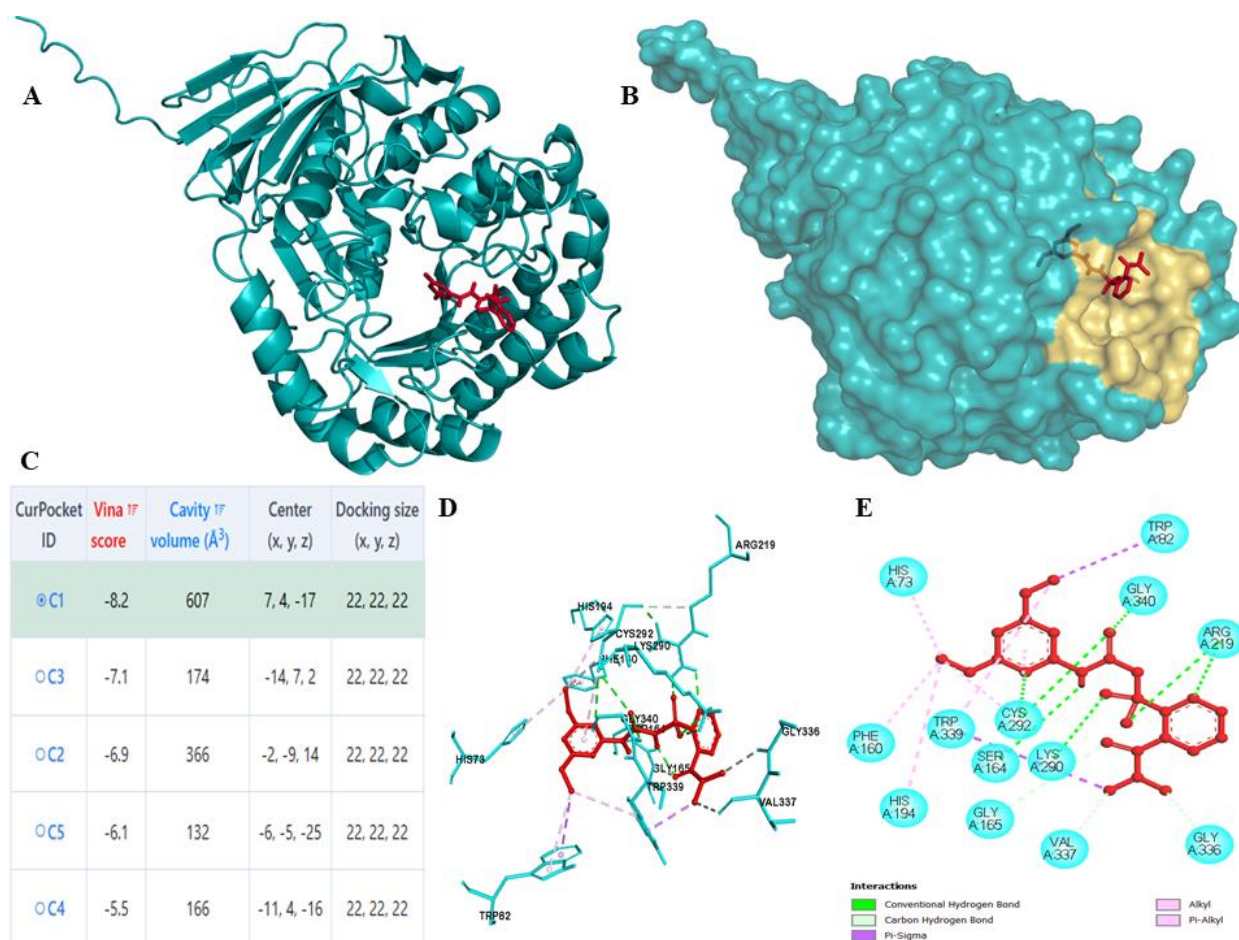 A
B
C
CurPocket ID Vina score Cavity volume (Å³) Center (x, y, z) Docking size (x, y, z)
C1 -8.2 607 7, 4, -17 22, 22, 22
C3 -7.1 174 -14, 7, 2 22, 22, 22
C2 -6.9 366 -2, -9, 14 22, 22, 22
C5 -6.1 132 -6, -5, -25 22, 22, 22
C4 -5.5 166 -11, 4, -16 22, 22, 22
D
ARG219
HIS194
CYS292
LYS290
GLY340
HIS73
GLY165
TRP339
GLY336
VAL337
TRP82
E
TRP
A:82
HIS
A:73
GLY
A:340
ARG
A:219
CYS
A:292
PHE
A:160
TRP
A:339
SER
A:164
LYS
A:290
HIS
A:194
GLY
A:165
VAL
A:337
GLY
A:336
Interactions
Conventional Hydrogen Bond
Carbon Hydrogen Bond
Pi-Sigma
Alkyl
Pi-Alkyl